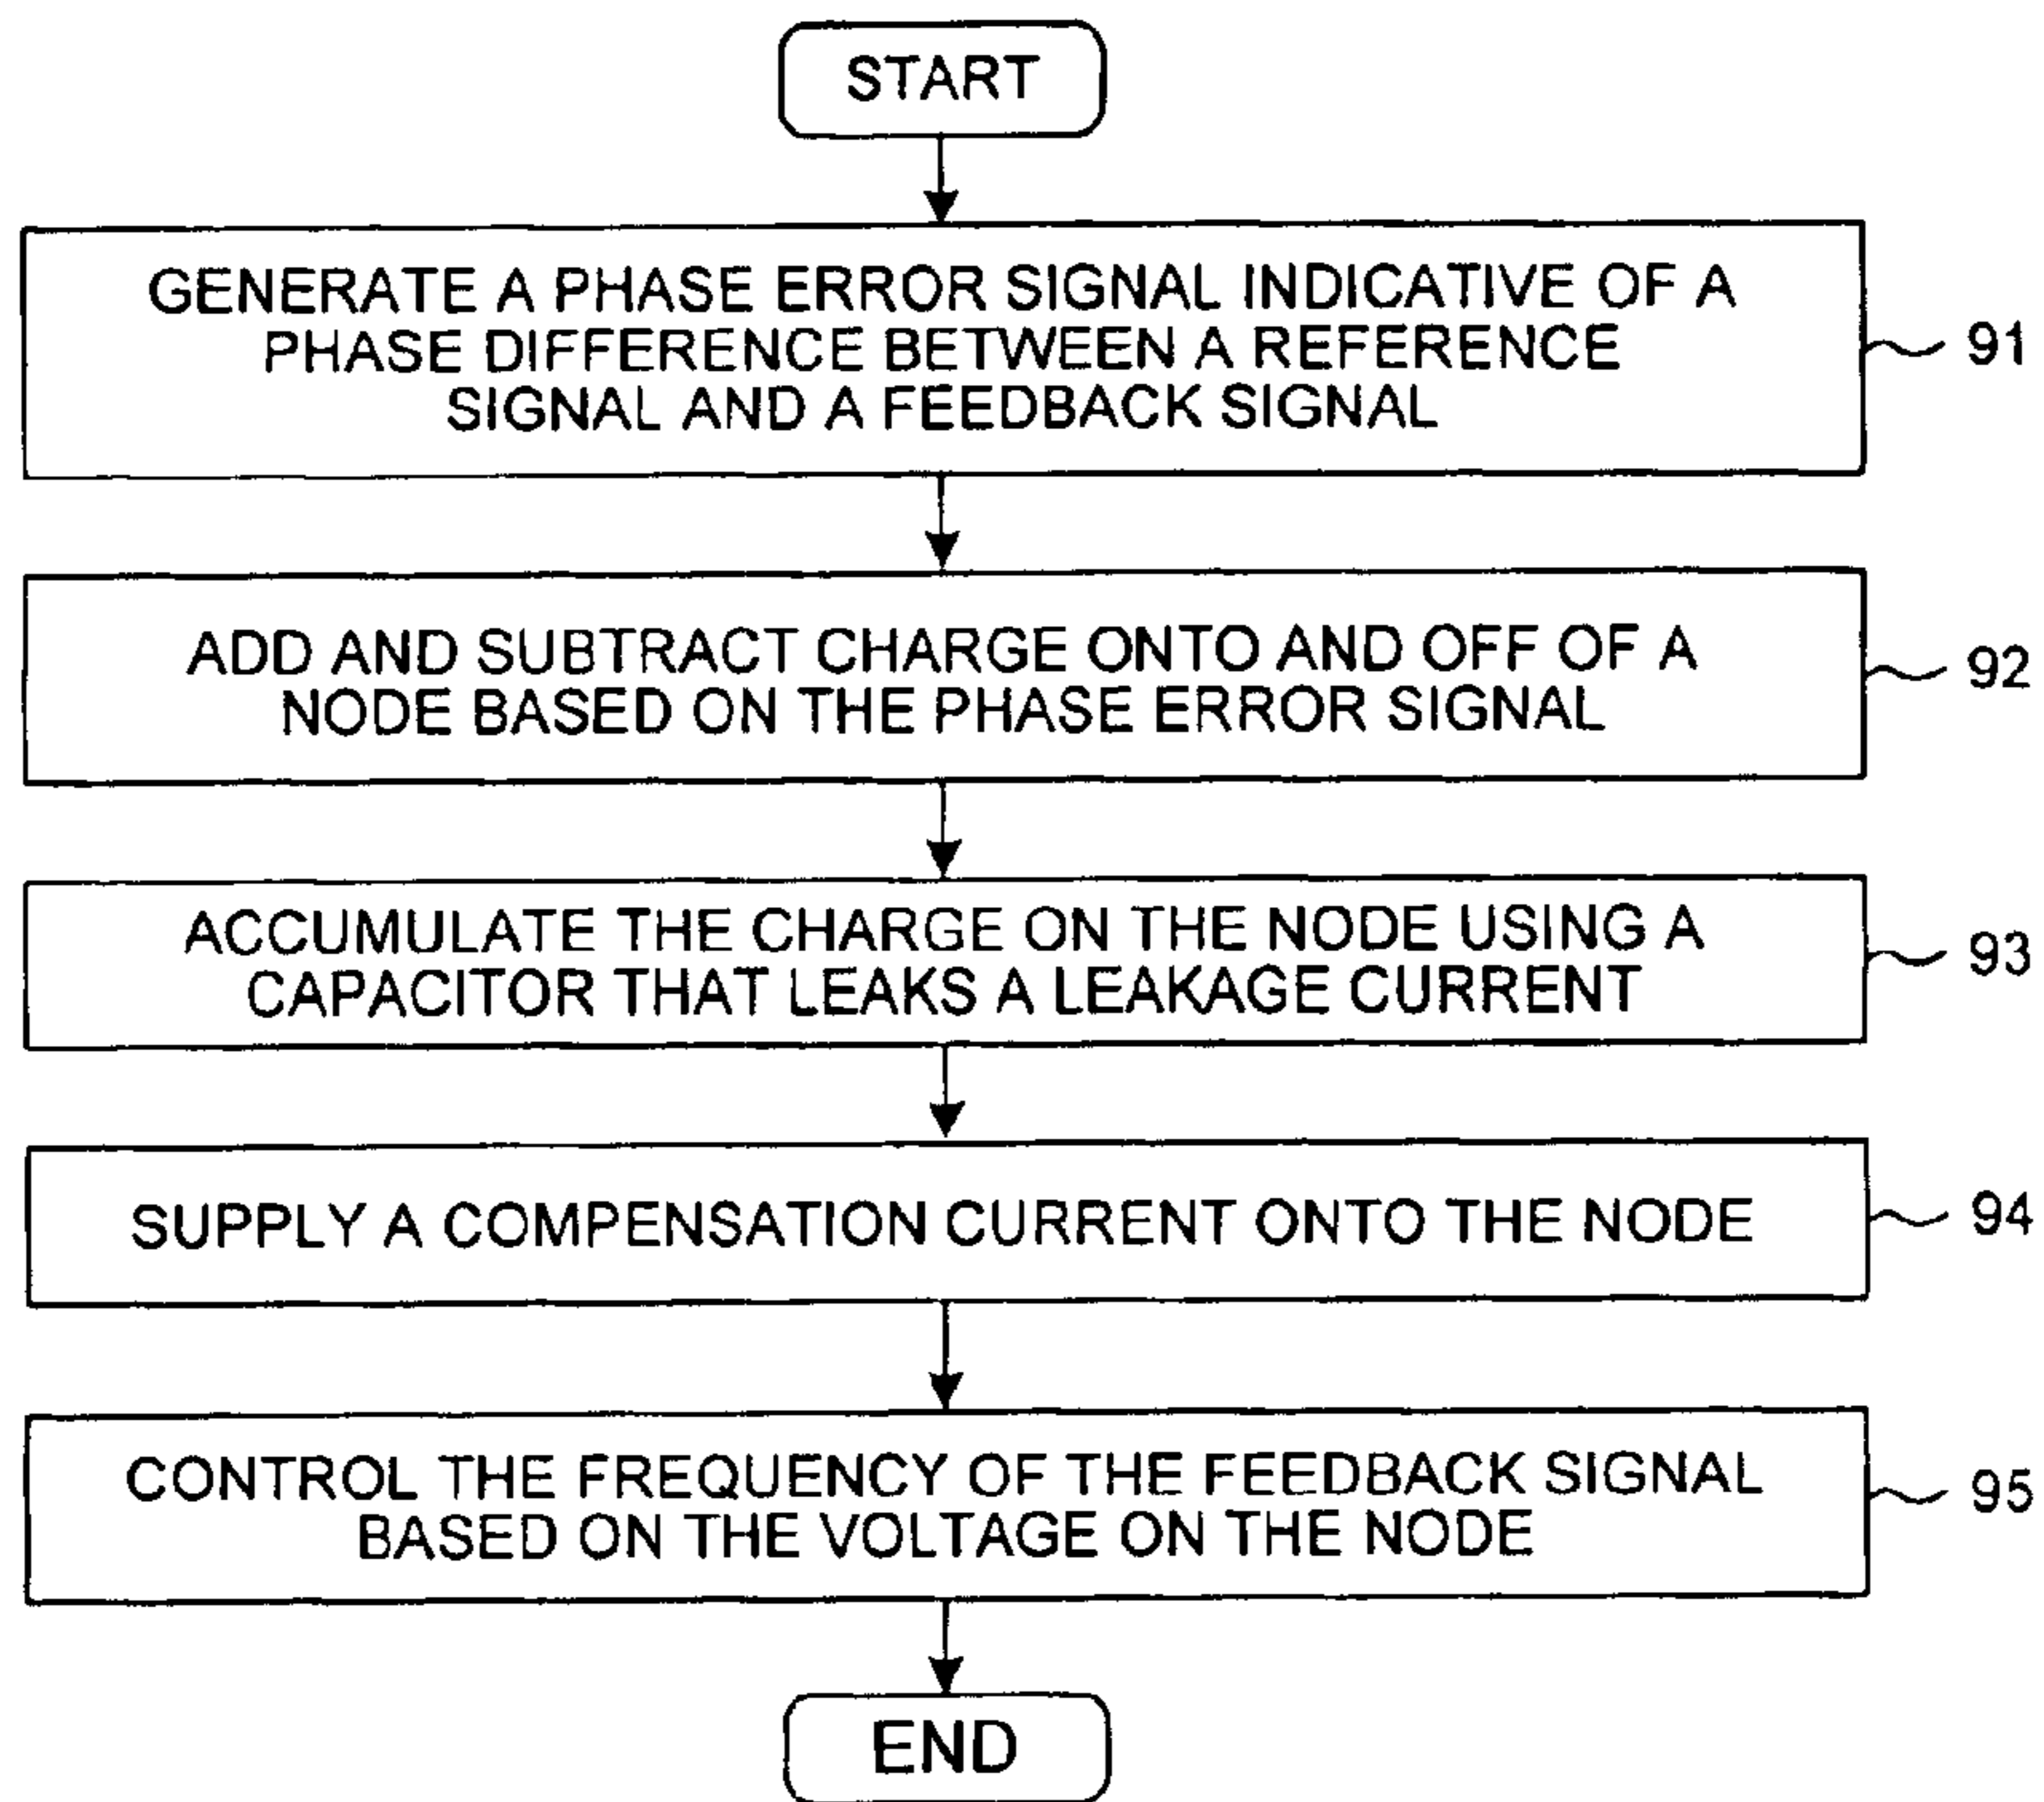 START
GENERATE A PHASE ERROR SIGNAL INDICATIVE OF A
PHASE DIFFERENCE BETWEEN A REFERENCE
SIGNAL AND A FEEDBACK SIGNAL
91
ADD AND SUBTRACT CHARGE ONTO AND OFF OF A
NODE BASED ON THE PHASE ERROR SIGNAL
92
ACCUMULATE THE CHARGE ON THE NODE USING A
CAPACITOR THAT LEAKS A LEAKAGE CURRENT
93
SUPPLY A COMPENSATION CURRENT ONTO THE NODE
94
CONTROL THE FREQUENCY OF THE FEEDBACK SIGNAL
BASED ON THE VOLTAGE ON THE NODE
95
END